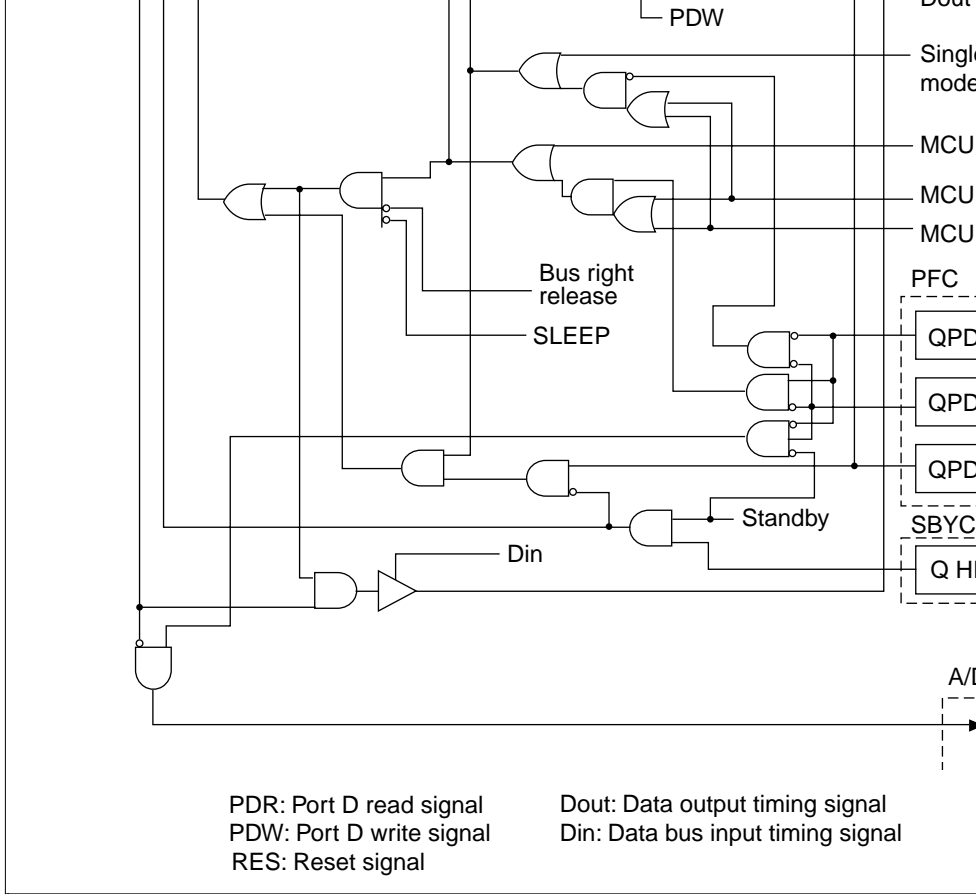 Dout
PDW
mode
MCU
MCU
MCU
Bus right
release
SLEEP
PFC
QPD
QPD
QPD
Standby
SBYC
Din
Q HI
PDR: Port D read signal
PDW: Port D write signal
RES: Reset signal
Dout: Data output timing signal
Din: Data bus input timing signal